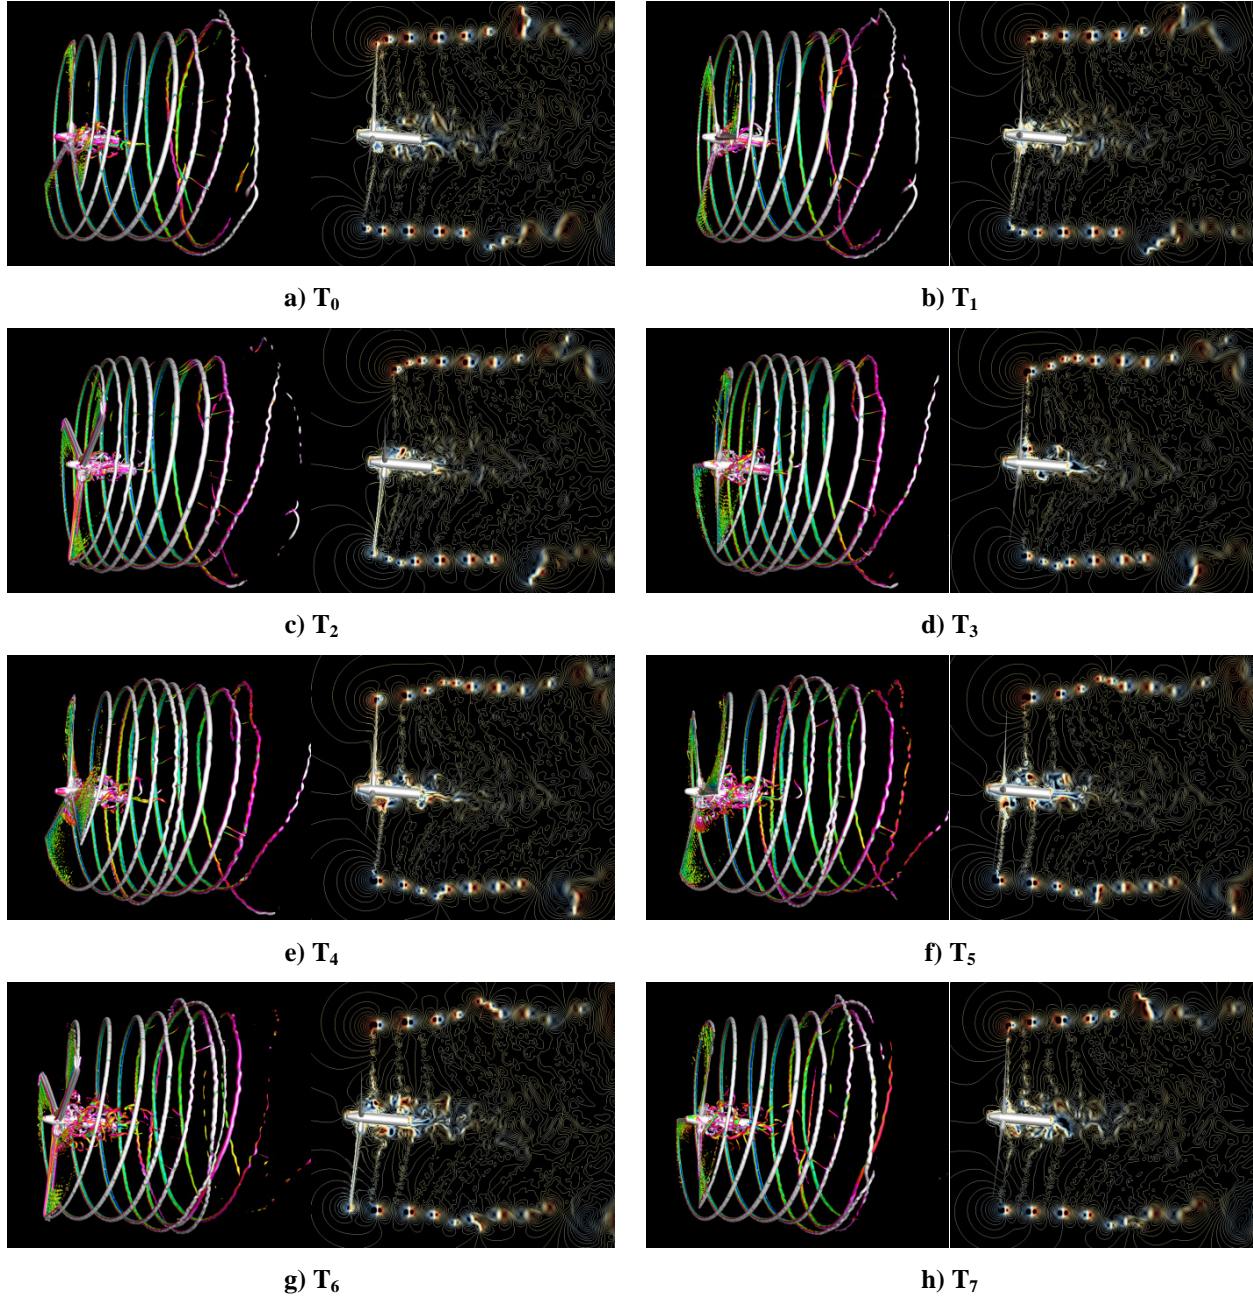 a) T₀
b) T₁
c) T₂
d) T₃
e) T₄
f) T₅
g) T₆
h) T₇